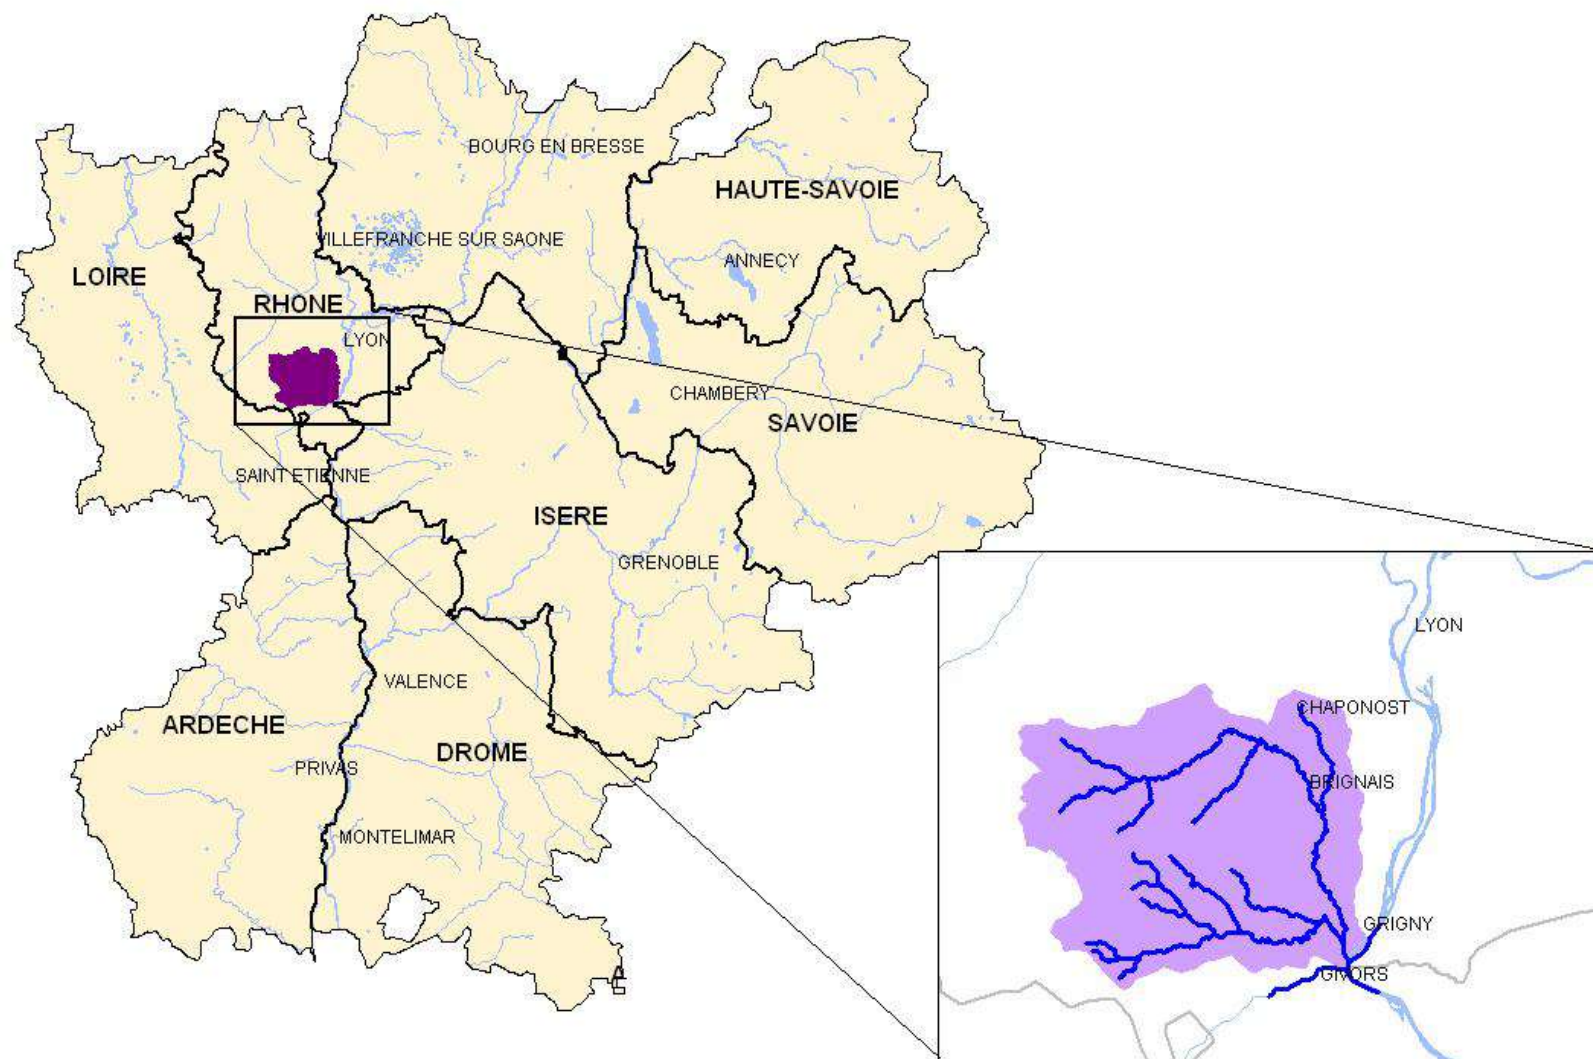 BOURG EN BRESSE
HAUTE-SAVOIE
VILLEFRANCHE SUR SAONE
ANNECY
LOIRE
RHONE
LYON
CHAMBERY
SAVOIE
SAINT ETIENNE
ISERE
GRENOBLE
LYON
VALENCE
CHAPONOST
ARDECHE
DROME
PRIVAS
BRIGNAIS
MONTELIMAR
GRIGNY
GIVORS